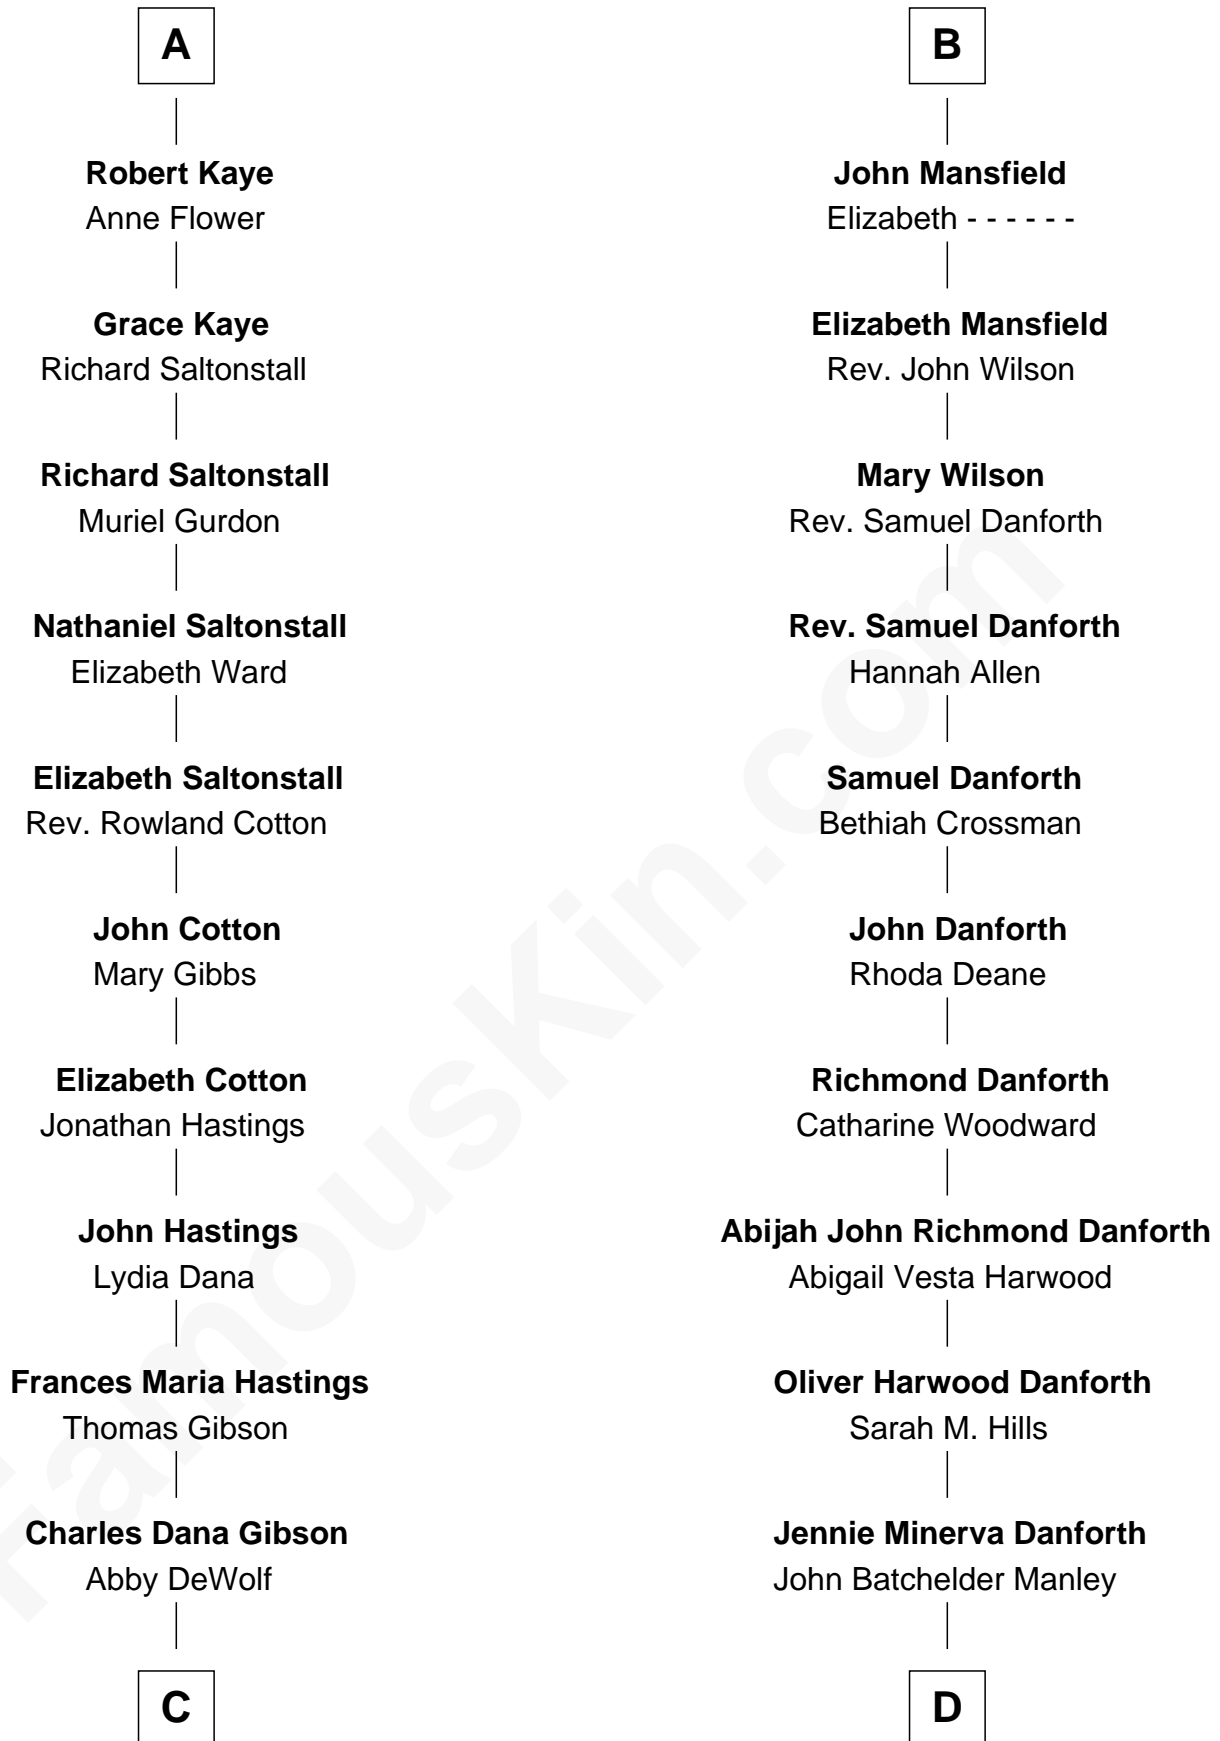 A
Robert Kaye
Anne Flower
Grace Kaye
Richard Saltonstall
Richard Saltonstall
Muriel Gurdon
Nathaniel Saltonstall
Elizabeth Ward
Elizabeth Saltonstall
Rev. Rowland Cotton
John Cotton
Mary Gibbs
Elizabeth Cotton
Jonathan Hastings
John Hastings
Lydia Dana
Frances Maria Hastings
Thomas Gibson
Charles Dana Gibson
Abby DeWolf
C
B
John Mansfield
Elizabeth - - - - - -
Elizabeth Mansfield
Rev. John Wilson
Mary Wilson
Rev. Samuel Danforth
Rev. Samuel Danforth
Hannah Allen
Samuel Danforth
Bethiah Crossman
John Danforth
Rhoda Deane
Richmond Danforth
Catharine Woodward
Abijah John Richmond Danforth
Abigail Vesta Harwood
Oliver Harwood Danforth
Sarah M. Hills
Jennie Minerva Danforth
John Batchelder Manley
D
FamousKin.com